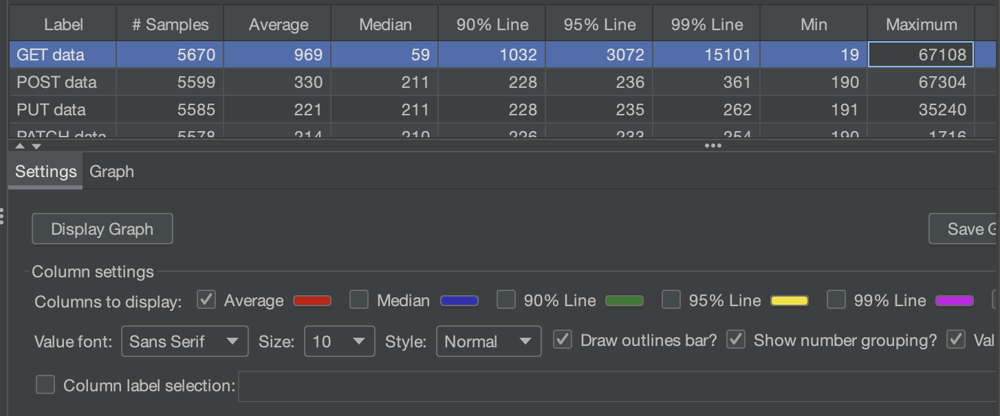 Label # Samples Average Median 90% Line 95% Line 99% Line Min Maximum
GET data 5670 969 59 1032 3072 15101 19 67108
POST data 5599 330 211 228 236 361 190 67304
PUT data 5585 221 211 228 235 262 191 35240
PATCH data 5578 214 210 226 233 254 190 1716
Settings Graph
Display Graph Save G
Column settings
Columns to display: Average Median 90% Line 95% Line 99% Line
Value font: Sans Serif Size: 10 Style: Normal Draw outlines bar? Show number grouping? Val
Column label selection: